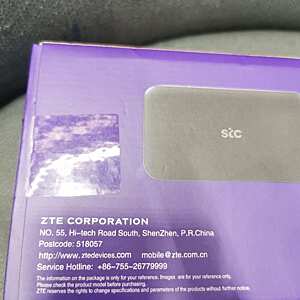 stc
ZTE CORPORATION
NO. 55, Hi-tech Road South, ShenZhen, P.R.China
Postcode: 518057
http://www.ztedevices.com mobile@zte.com.cn
Service Hotline: +86-755-26779999
The information on the package is only for your reference. Images are for your reference only.
Please check the product model before purchasing.
ZTE reserves the rights to change specifications and parameters of the products without further notice.